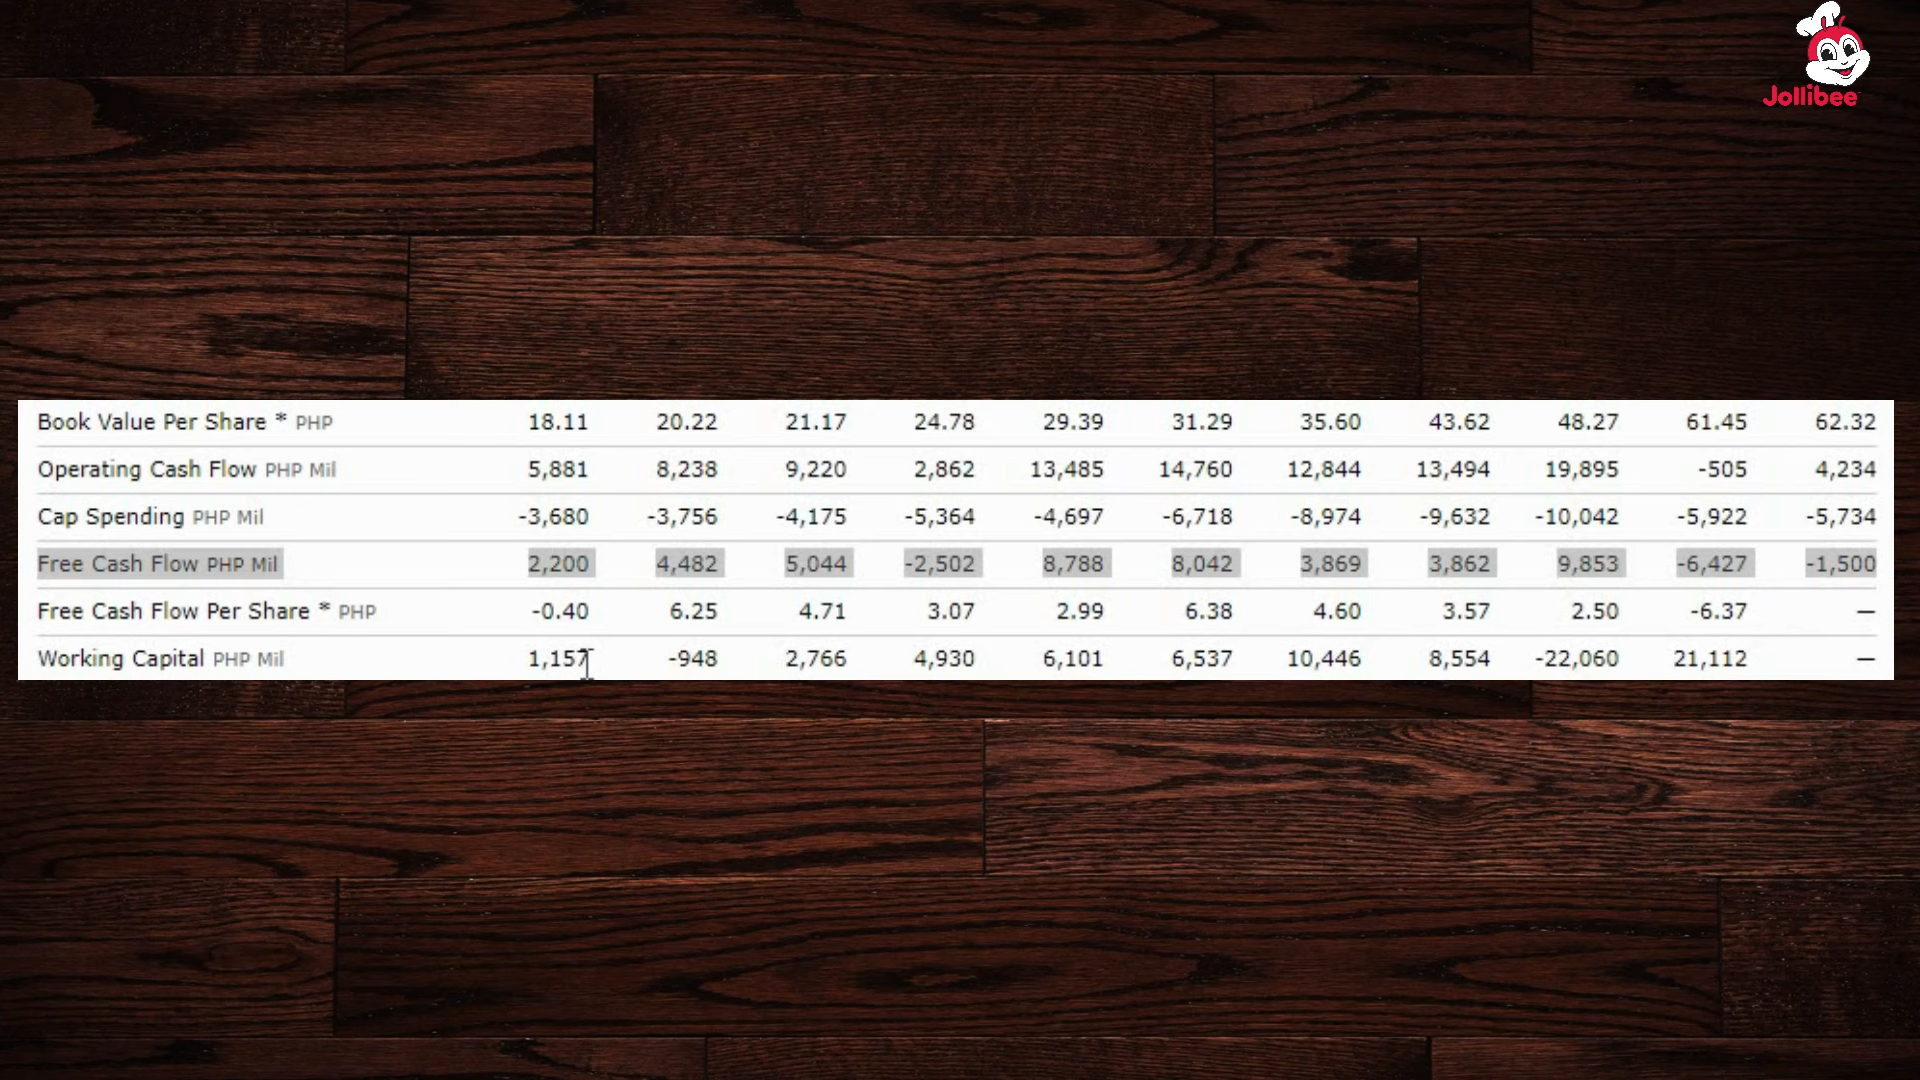 Jollibee
Book Value Per Share * PHP 18.11 20.22 21.17 24.78 29.39 31.29 35.60 43.62 48.27 61.45 62.32
Operating Cash Flow PHP Mil 5,881 8,238 9,220 2,862 13,485 14,760 12,844 13,494 19,895 -505 4,234
Cap Spending PHP Mil -3,680 -3,756 -4,175 -5,364 -4,697 -6,718 -8,974 -9,632 -10,042 -5,922 -5,734
Free Cash Flow PHP Mil 2,200 4,482 5,044 -2,502 8,788 8,042 3,869 3,862 9,853 -6,427 -1,500
Free Cash Flow Per Share * PHP -0.40 6.25 4.71 3.07 2.99 6.38 4.60 3.57 2.50 -6.37 —
Working Capital PHP Mil 1,157 -948 2,766 4,930 6,101 6,537 10,446 8,554 -22,060 21,112 —